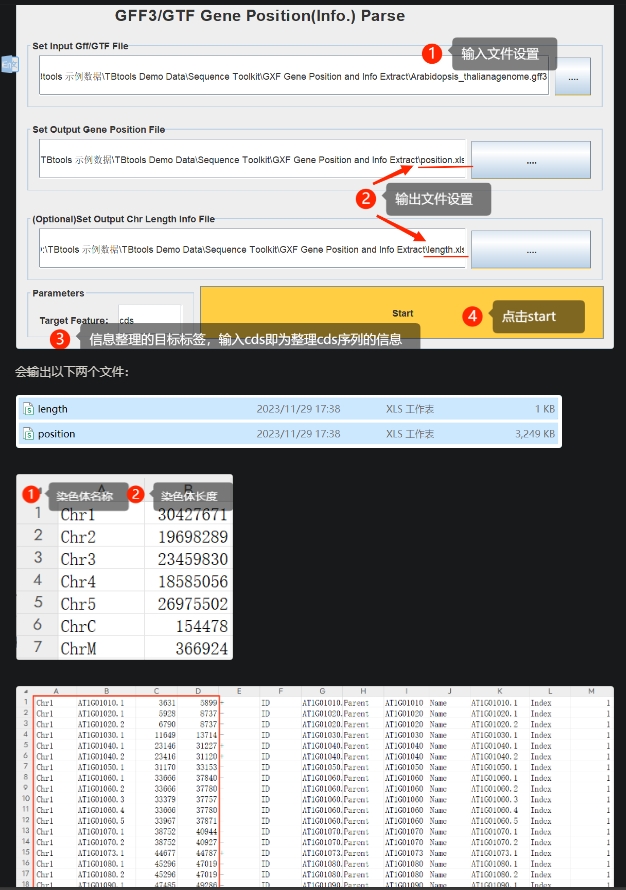 GFF3/GTF Gene Position(Info.) Parse
Set Input Gff/GTF File
1 输入文件设置
ltools 示例数据\TBtools Demo Data\Sequence Toolkit\GXF Gene Position and Info Extract\Arabidopsis_thalianagenome.gff3
....
Set Output Gene Position File
TBtools 示例数据\TBtools Demo Data\Sequence Toolkit\GXF Gene Position and Info Extract\position.xls
....
2 输出文件设置
(Optional)Set Output Chr Length Info File
:\TBtools 示例数据\TBtools Demo Data\Sequence Toolkit\GXF Gene Position and Info Extract\length.xls
....
Parameters
Target Feature: cds
Start
4 点击start
3 信息整理的目标标签，输入cds即为整理cds序列的信息
会输出以下两个文件：
length 2023/11/29 17:38 XLS 工作表 1 KB
position 2023/11/29 17:38 XLS 工作表 3,249 KB
1 染色体名称 2 染色体长度
1 Chr1 30427671
2 Chr2 19698289
3 Chr3 23459830
4 Chr4 18585056
5 Chr5 26975502
6 ChrC 154478
7 ChrM 366924
A B C D E F G H I J K L M
1 Chr1 AT1G01010.1 3631 5899 + ID AT1G01010.Parent AT1G01010 Name AT1G01010.1 Index 1
2 Chr1 AT1G01020.1 5928 8737 - ID AT1G01020.Parent AT1G01020 Name AT1G01020.1 Index 1
3 Chr1 AT1G01020.2 6790 8737 - ID AT1G01020.Parent AT1G01020 Name AT1G01020.2 Index 1
4 Chr1 AT1G01030.1 11649 13714 - ID AT1G01030.Parent AT1G01030 Name AT1G01030.1 Index 1
5 Chr1 AT1G01040.1 23146 31227 + ID AT1G01040.Parent AT1G01040 Name AT1G01040.1 Index 1
6 Chr1 AT1G01040.2 23416 31120 + ID AT1G01040.Parent AT1G01040 Name AT1G01040.2 Index 1
7 Chr1 AT1G01050.1 31170 33153 - ID AT1G01050.Parent AT1G01050 Name AT1G01050.1 Index 1
8 Chr1 AT1G01060.1 33666 37840 - ID AT1G01060.Parent AT1G01060 Name AT1G01060.1 Index 1
9 Chr1 AT1G01060.2 33666 37780 - ID AT1G01060.Parent AT1G01060 Name AT1G01060.2 Index 1
10 Chr1 AT1G01060.3 33379 37757 - ID AT1G01060.Parent AT1G01060 Name AT1G01060.3 Index 1
11 Chr1 AT1G01060.4 33666 37780 - ID AT1G01060.Parent AT1G01060 Name AT1G01060.4 Index 1
12 Chr1 AT1G01060.5 33967 37871 - ID AT1G01060.Parent AT1G01060 Name AT1G01060.5 Index 1
13 Chr1 AT1G01070.1 38752 40944 - ID AT1G01070.Parent AT1G01070 Name AT1G01070.1 Index 1
14 Chr1 AT1G01070.2 38752 40927 - ID AT1G01070.Parent AT1G01070 Name AT1G01070.2 Index 1
15 Chr1 AT1G01073.1 44677 44787 + ID AT1G01073.Parent AT1G01073 Name AT1G01073.1 Index 1
16 Chr1 AT1G01080.1 45296 47019 - ID AT1G01080.Parent AT1G01080 Name AT1G01080.1 Index 1
17 Chr1 AT1G01080.2 45296 47019 - ID AT1G01080.Parent AT1G01080 Name AT1G01080.2 Index 1
18 Chr1 AT1G01090.1 47485 49286 - ID AT1G01090.Parent AT1G01090 Name AT1G01090.1 Index 1